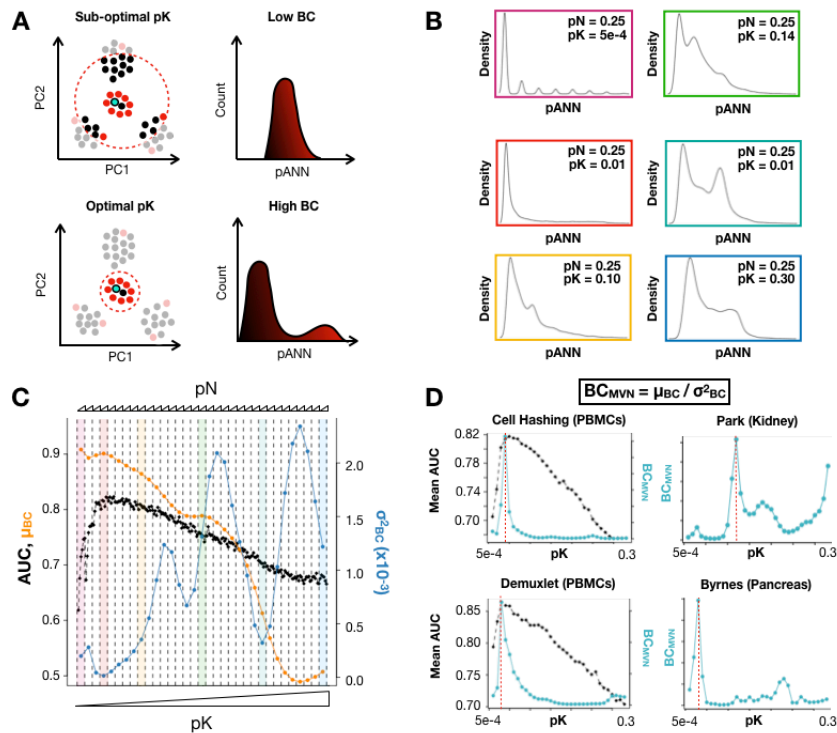 A
Sub-optimal pK
Low BC
PC2
PC1
Count
pANN
Optimal pK
High BC
PC2
PC1
Count
pANN
B
pN = 0.25
pK = 5e-4
Density
pANN
pN = 0.25
pK = 0.14
Density
pANN
pN = 0.25
pK = 0.01
Density
pANN
pN = 0.25
pK = 0.01
Density
pANN
pN = 0.25
pK = 0.10
Density
pANN
pN = 0.25
pK = 0.30
Density
pANN
C
pN
AUC, μBC
0.9
0.8
0.7
0.6
0.5
σ²BC (x10⁻³)
2.0
1.5
1.0
0.5
0.0
pK
D
BCMVN = μBC / σ²BC
Cell Hashing (PBMCs)
Mean AUC
0.82
0.78
0.74
0.70
BCMVN
5e-4
pK
0.3
Park (Kidney)
BCMVN
5e-4
pK
0.3
Demuxlet (PBMCs)
Mean AUC
0.85
0.80
0.75
0.70
BCMVN
5e-4
pK
0.3
Byrnes (Pancreas)
BCMVN
5e-4
pK
0.3